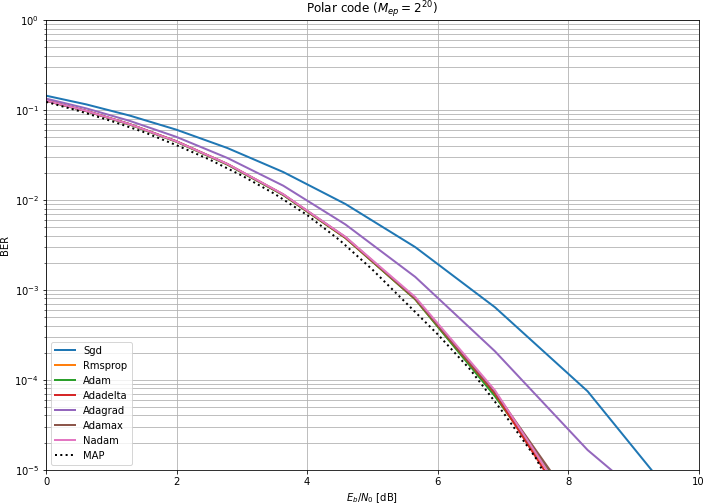 Polar code (M_ep = 2^20)
10^0
10^-1
10^-2
10^-3
10^-4
10^-5
BER
Sgd
Rmsprop
Adam
Adadelta
Adagrad
Adamax
Nadam
MAP
0 2 4 6 8 10
E_b/N_0 [dB]